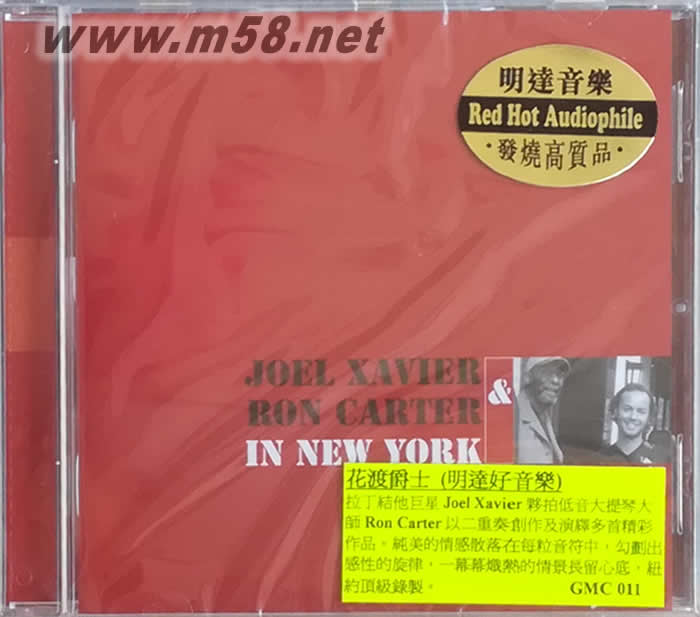 www.m58.net
明達音樂
Red Hot Audiophile
·發燒高質品·
JOEL XAVIER
&
RON CARTER
IN NEW YORK
花渡爵士 (明達好音樂)
拉丁結他巨星 Joel Xavier 夥拍低音大提琴大
師 Ron Carter 以二重奏創作及演繹多首精彩
作品。純美的情感散落在每粒音符中，勾劃出
感性的旋律，一幕幕熾熱的情景長留心底，紐
約頂級錄製。 GMC 011